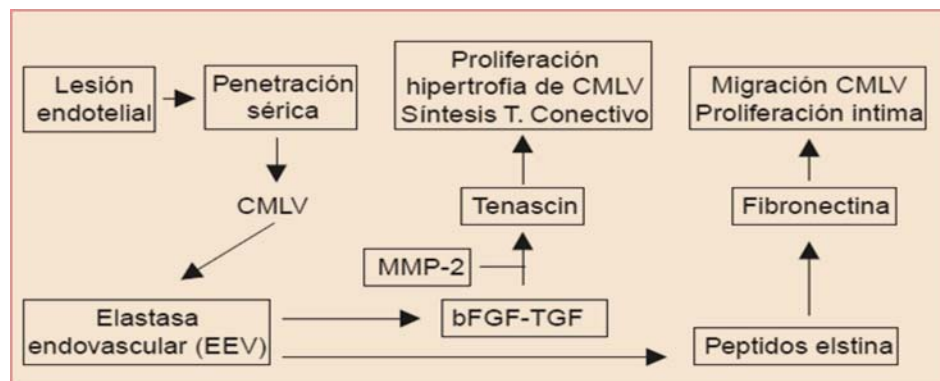 Lesión
endotelial
Penetración
sérica
CMLV
Elastasa
endovascular (EEV)
MMP-2
bFGF-TGF
Tenascin
Proliferación
hipertrofia de CMLV
Síntesis T. Conectivo
Peptidos elstina
Fibronectina
Migración CMLV
Proliferación íntima